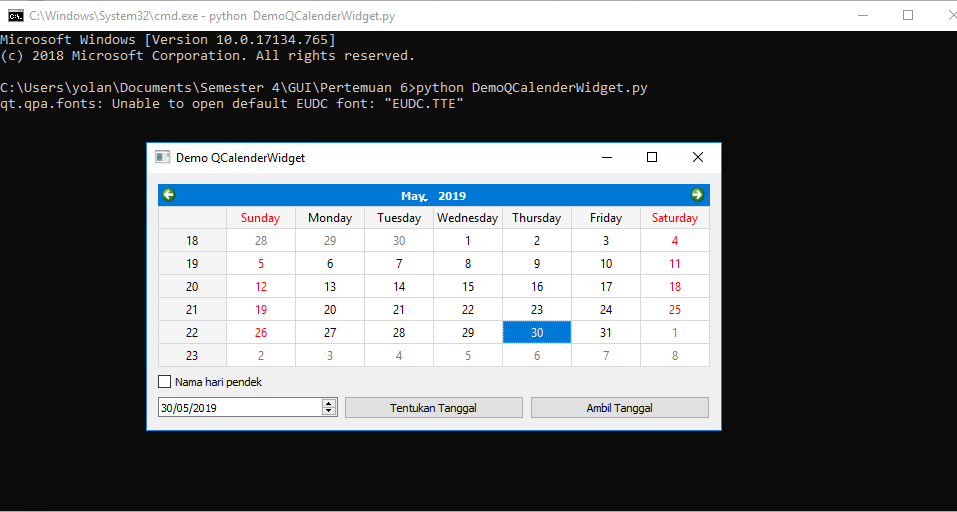 C:\Windows\System32\cmd.exe - python  DemoQCalenderWidget.py
Microsoft Windows [Version 10.0.17134.765]
(c) 2018 Microsoft Corporation. All rights reserved.
C:\Users\yolan\Documents\Semester 4\GUI\Pertemuan 6>python DemoQCalenderWidget.py
qt.qpa.fonts: Unable to open default EUDC font: "EUDC.TTE"
Demo QCalenderWidget
May, 2019
Sunday Monday Tuesday Wednesday Thursday Friday Saturday
18 28 29 30 1 2 3 4
19 5 6 7 8 9 10 11
20 12 13 14 15 16 17 18
21 19 20 21 22 23 24 25
22 26 27 28 29 30 31 1
23 2 3 4 5 6 7 8
Nama hari pendek
30/05/2019 Tentukan Tanggal Ambil Tanggal